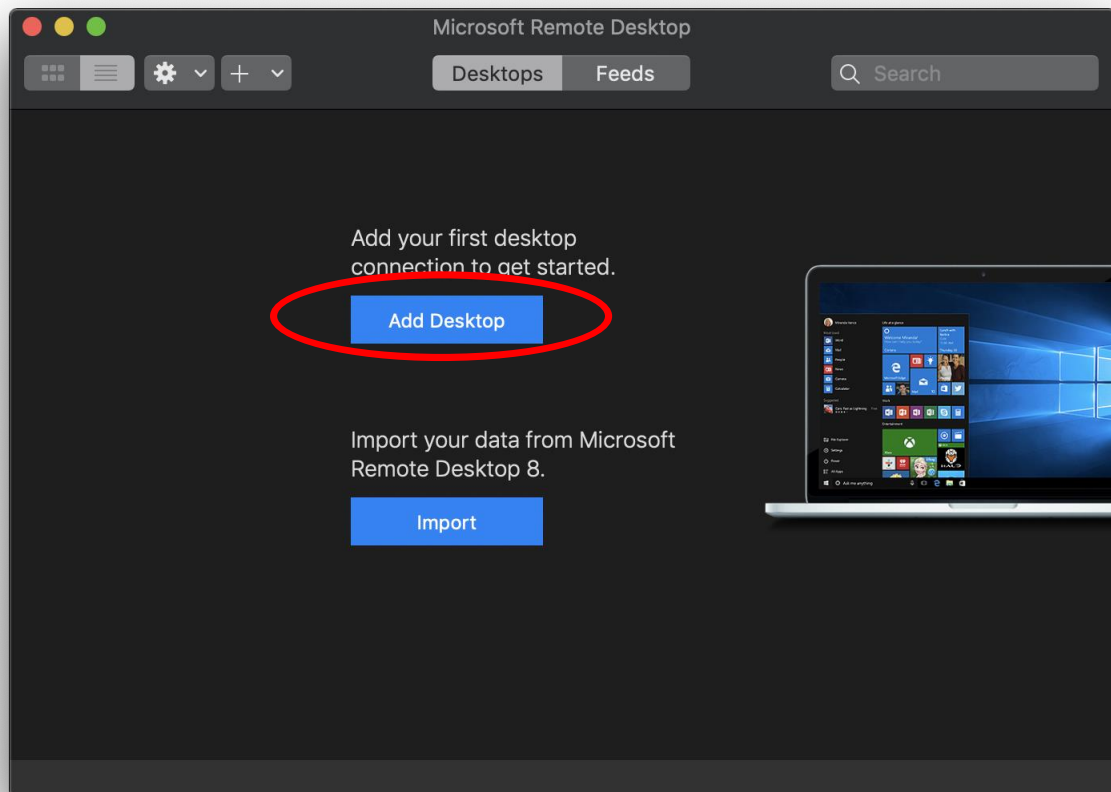 Microsoft Remote Desktop
Desktops
Feeds
Search
Add your first desktop
connection to get started.
Add Desktop
Import your data from Microsoft
Remote Desktop 8.
Import